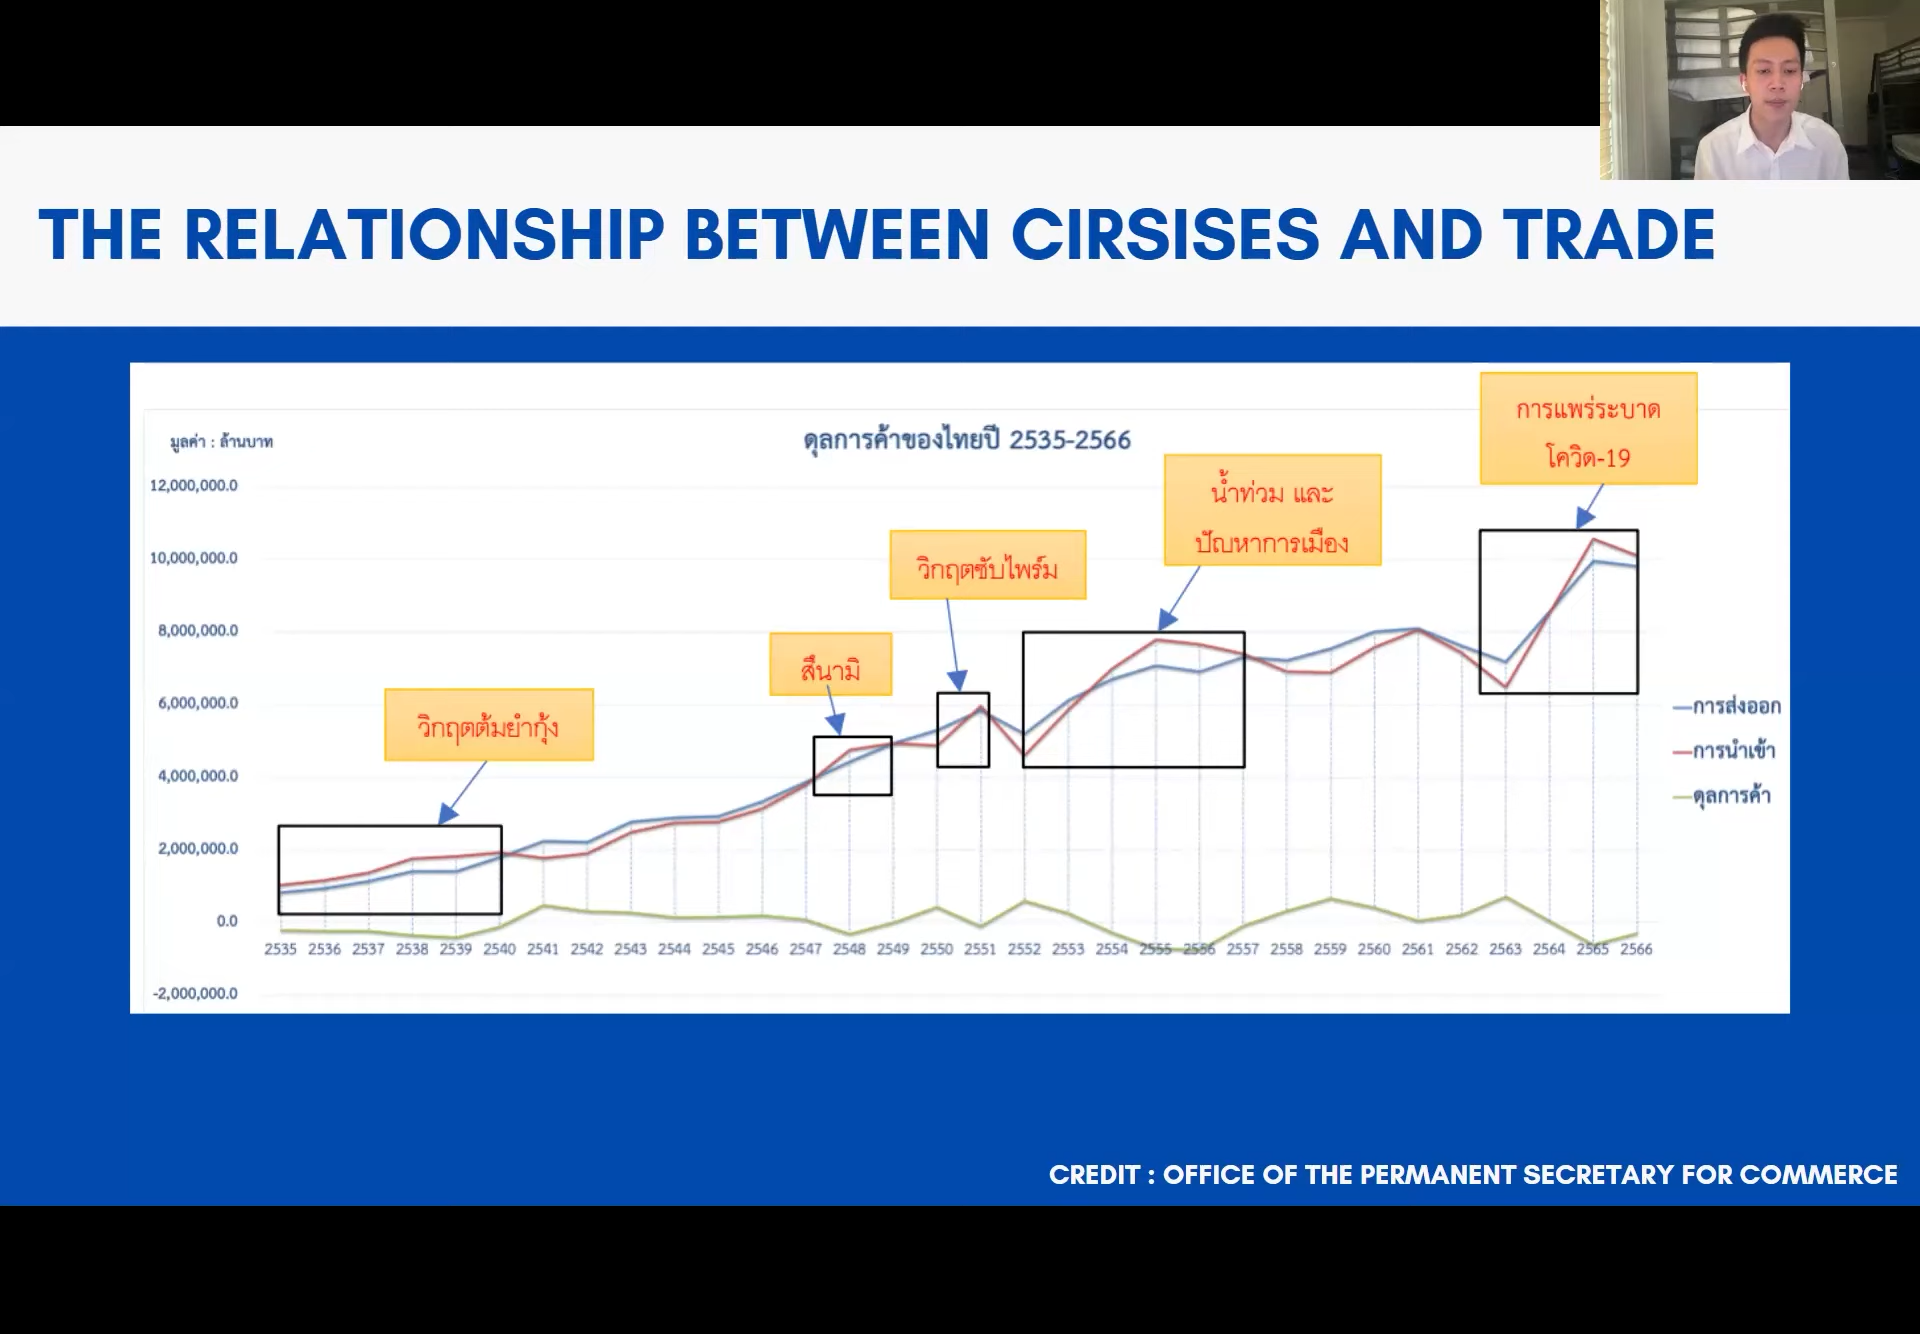 THE RELATIONSHIP BETWEEN CIRSISES AND TRADE
มูลค่า : ล้านบาท
ดุลการค้าของไทยปี 2535-2566
การแพร่ระบาด
โควิด-19
น้ำท่วม และ
ปัญหาการเมือง
วิกฤตซับไพร์ม
สึนามิ
วิกฤตต้มยำกุ้ง
12,000,000.0
10,000,000.0
8,000,000.0
6,000,000.0
4,000,000.0
2,000,000.0
0.0
-2,000,000.0
2535 2536 2537 2538 2539 2540 2541 2542 2543 2544 2545 2546 2547 2548 2549 2550 2551 2552 2553 2554 2555 2556 2557 2558 2559 2560 2561 2562 2563 2564 2565 2566
การส่งออก
การนำเข้า
ดุลการค้า
CREDIT : OFFICE OF THE PERMANENT SECRETARY FOR COMMERCE